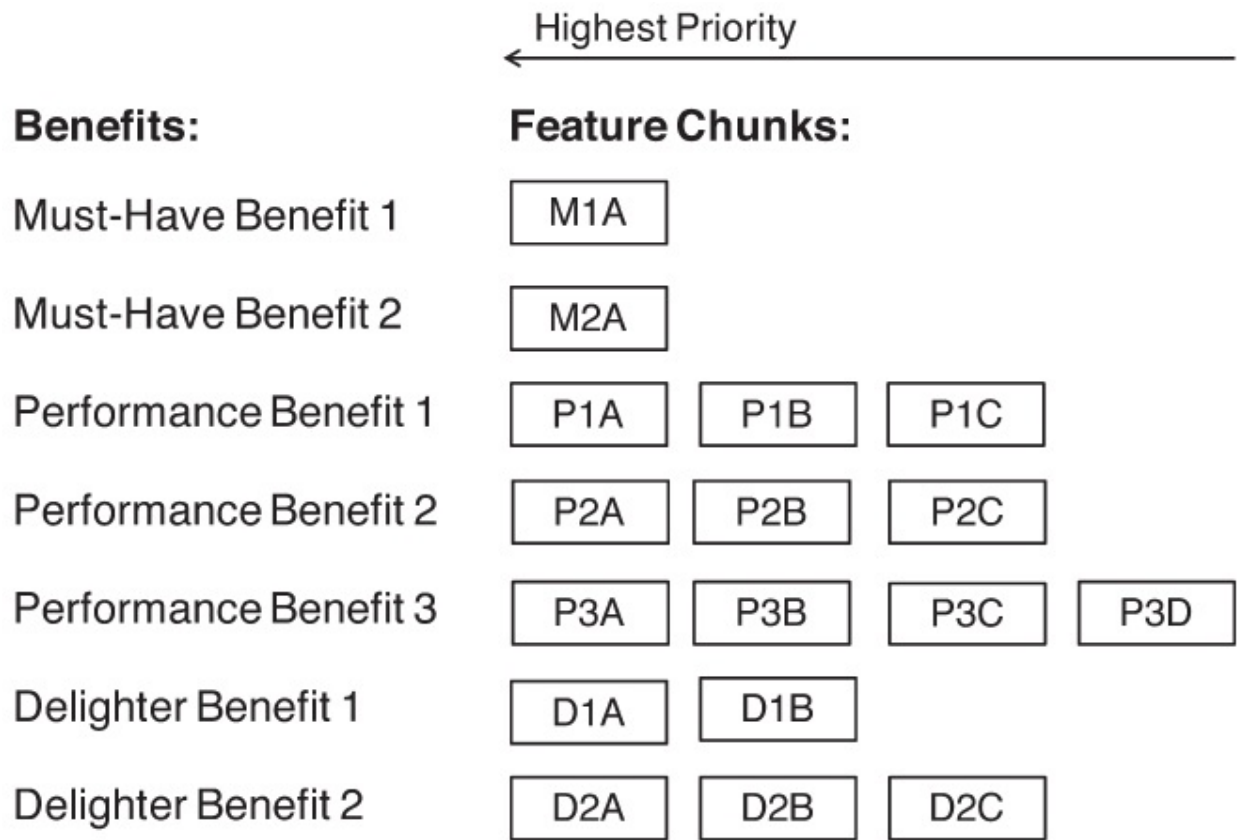 Highest Priority
Benefits: Feature Chunks:
Must-Have Benefit 1 M1A
Must-Have Benefit 2 M2A
Performance Benefit 1 P1A P1B P1C
Performance Benefit 2 P2A P2B P2C
Performance Benefit 3 P3A P3B P3C P3D
Delighter Benefit 1 D1A D1B
Delighter Benefit 2 D2A D2B D2C